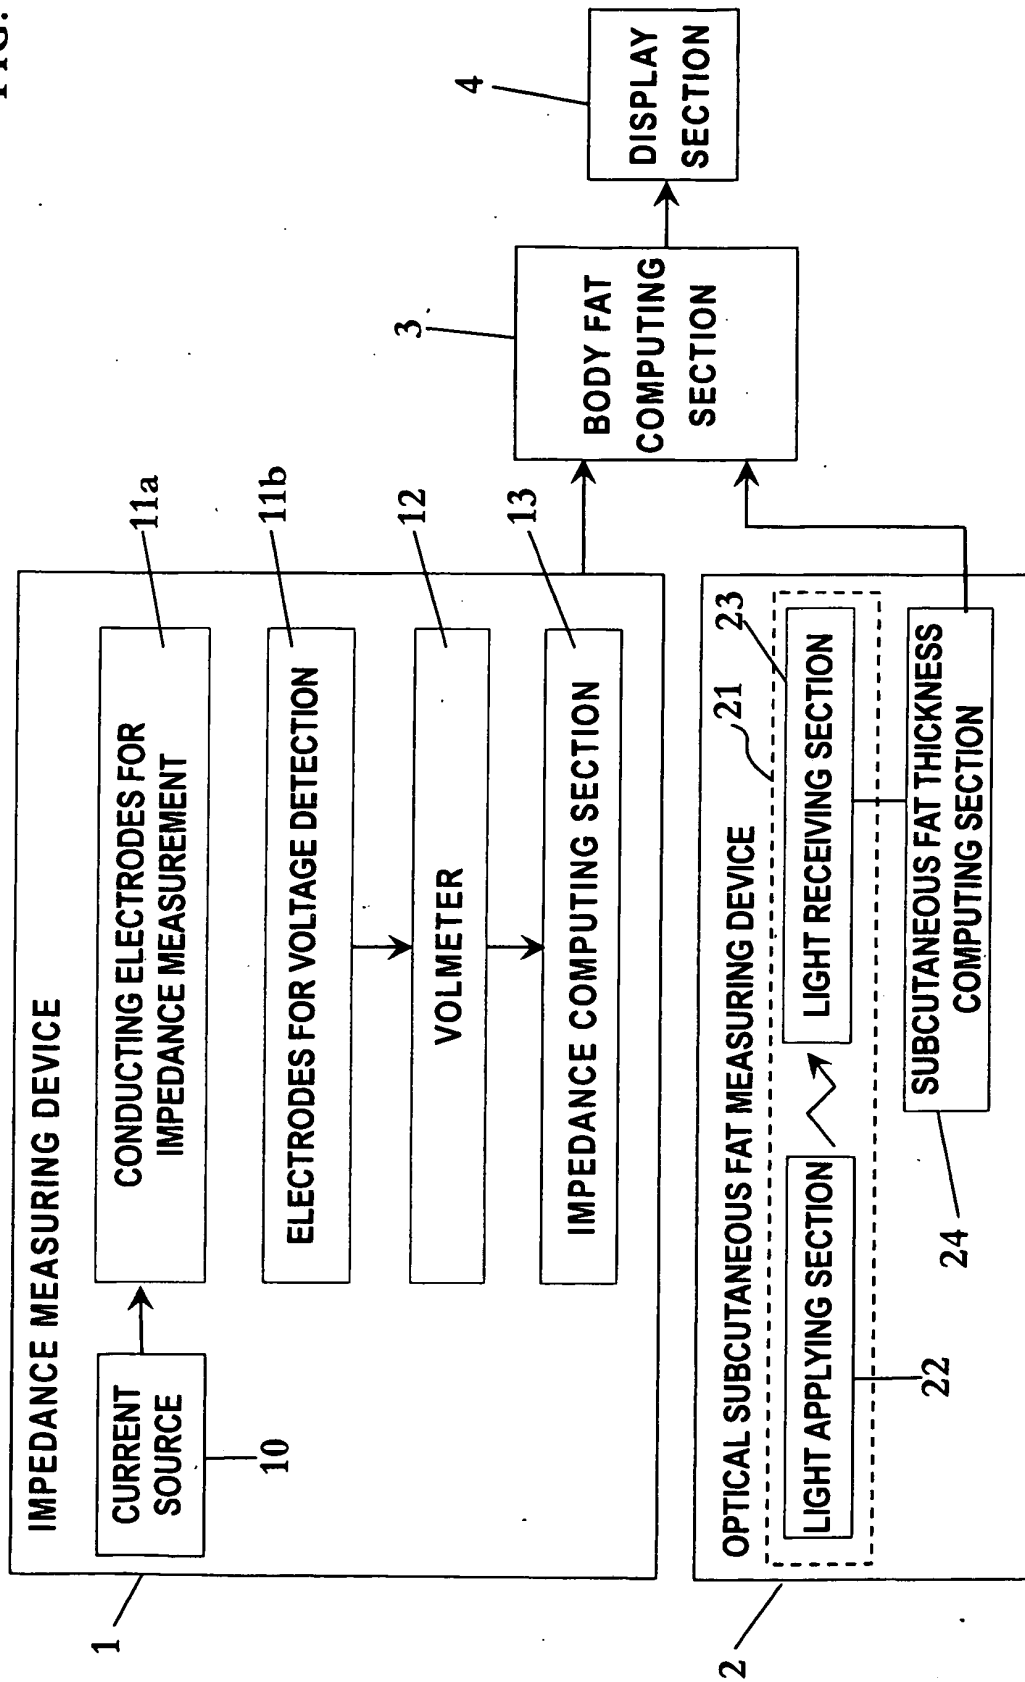 FIG.
IMPEDANCE MEASURING DEVICE
1
CURRENT
SOURCE
10
CONDUCTING ELECTRODES FOR
IMPEDANCE MEASUREMENT
11a
ELECTRODES FOR VOLTAGE DETECTION
11b
VOLMETER
12
IMPEDANCE COMPUTING SECTION
13
BODY FAT
COMPUTING
SECTION
3
DISPLAY
SECTION
4
OPTICAL SUBCUTANEOUS FAT MEASURING DEVICE
2
21
LIGHT APPLYING SECTION
22
LIGHT RECEIVING SECTION
23
SUBCUTANEOUS FAT THICKNESS
COMPUTING SECTION
24